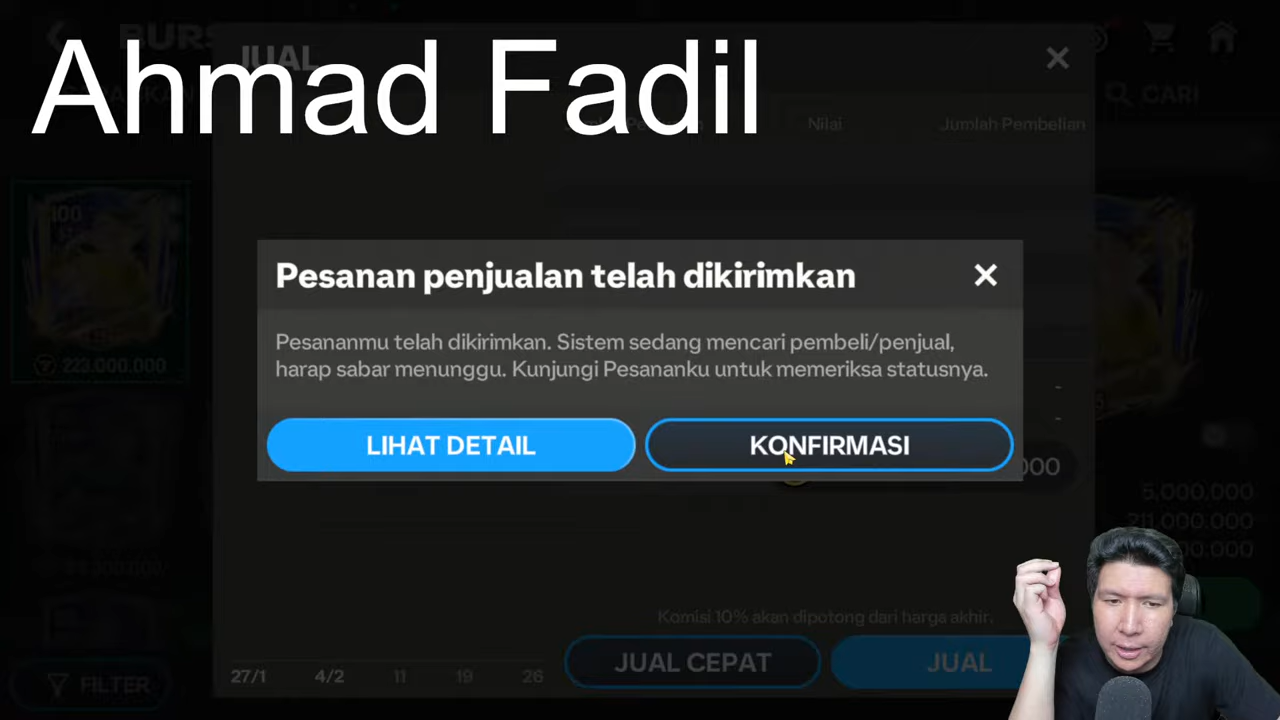 Ahmad Fadil
JUAL
CARI
Nilai
Jumlah Pembelian
100
223.000.000
Pesanan penjualan telah dikirimkan
Pesananmu telah dikirimkan. Sistem sedang mencari pembeli/penjual,
harap sabar menunggu. Kunjungi Pesananku untuk memeriksa statusnya.
LIHAT DETAIL
KONFIRMASI
5.000.000
211.000.000
Komisi 10% akan dipotong dari harga akhir.
JUAL CEPAT
JUAL
27/1
4/2
11
19
26
FILTER